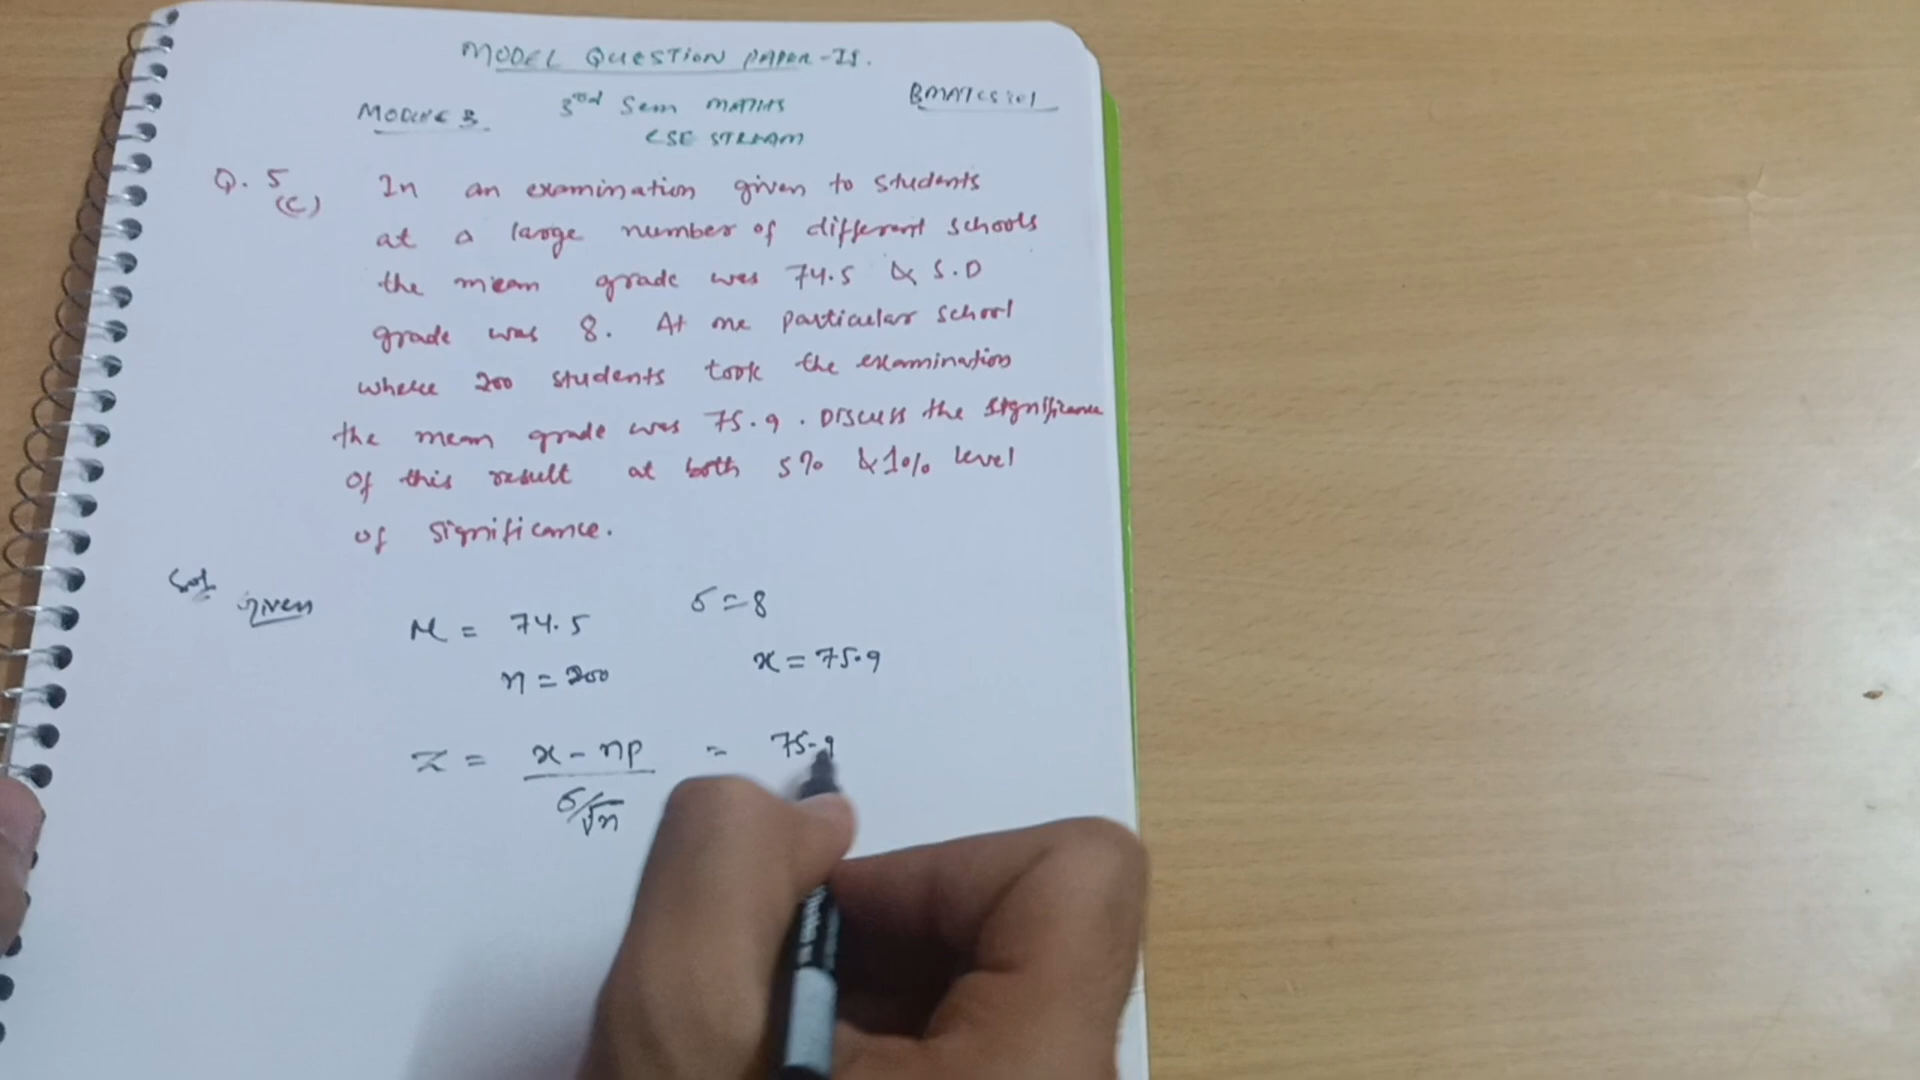 MODEL QUESTION PAPER-II.
MODULE 3 3rd Sem MATHS BMATCS301
CSE STREAM
Q. 5 In an examination given to students
(C)
at a large number of different schools
the mean grade was 74.5 & S.D
grade was 8. At one particular school
where 200 students took the examination
the mean grade was 75.9. Discuss the significance
of this result at both 5% & 1% level
of significance.
Sol given
μ = 74.5 σ = 8
n = 200 x = 75.9
Z = x - np / σ/√n = 75.9